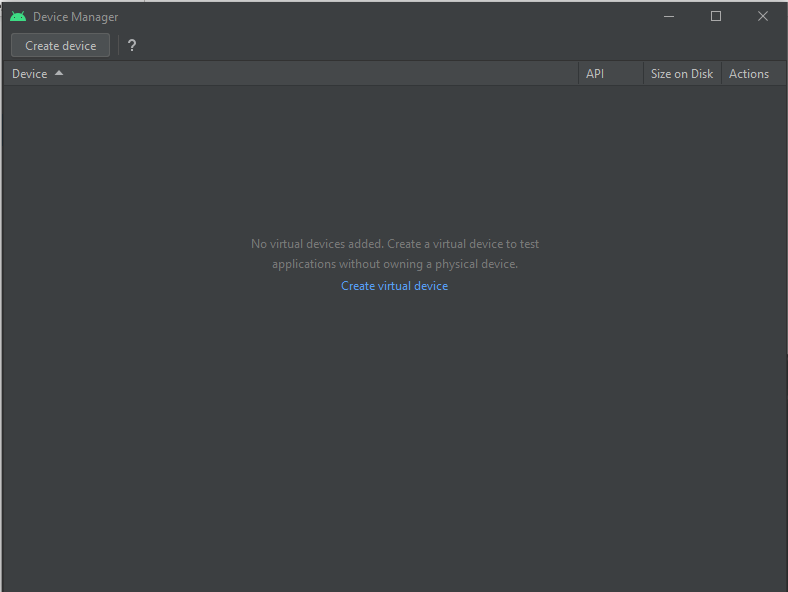 Device Manager
Create device ?
Device API Size on Disk Actions
No virtual devices added. Create a virtual device to test
applications without owning a physical device.
Create virtual device